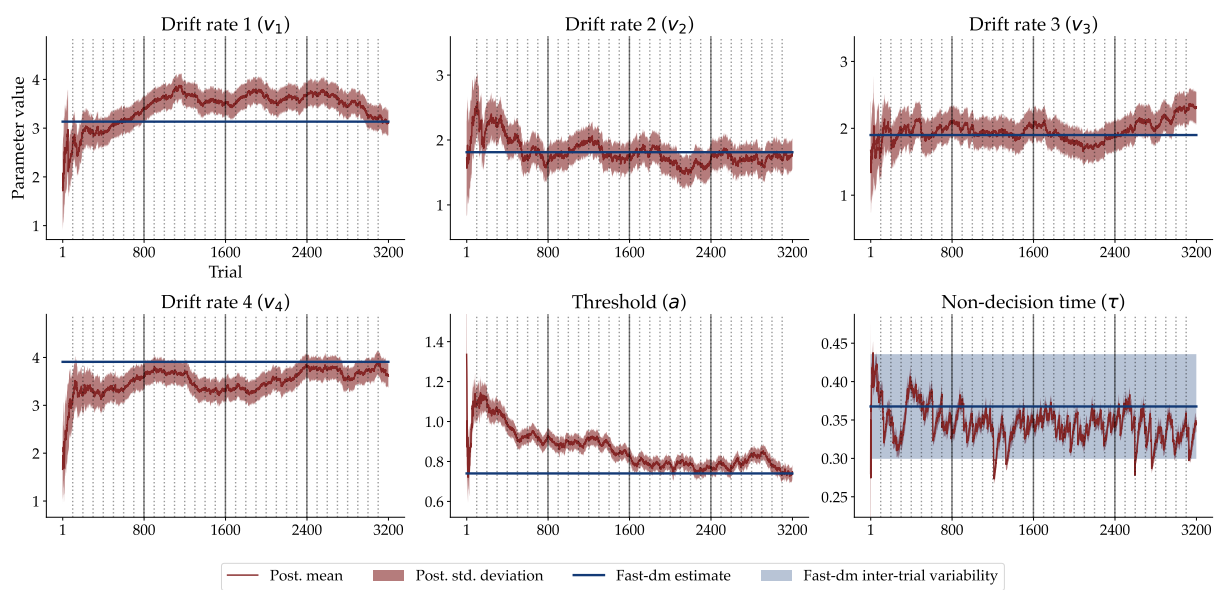 Drift rate 1 (v₁)
Drift rate 2 (v₂)
Drift rate 3 (v₃)
Parameter value
4
3
2
1
3
2
1
3
2
1
1 800 1600 2400 3200
1 800 1600 2400 3200
1 800 1600 2400 3200
Trial
Drift rate 4 (v₄)
Threshold (a)
Non-decision time (τ)
4
3
2
1
1.4
1.2
1.0
0.8
0.6
0.45
0.40
0.35
0.30
0.25
1 800 1600 2400 3200
1 800 1600 2400 3200
1 800 1600 2400 3200
Post. mean Post. std. deviation Fast-dm estimate Fast-dm inter-trial variability